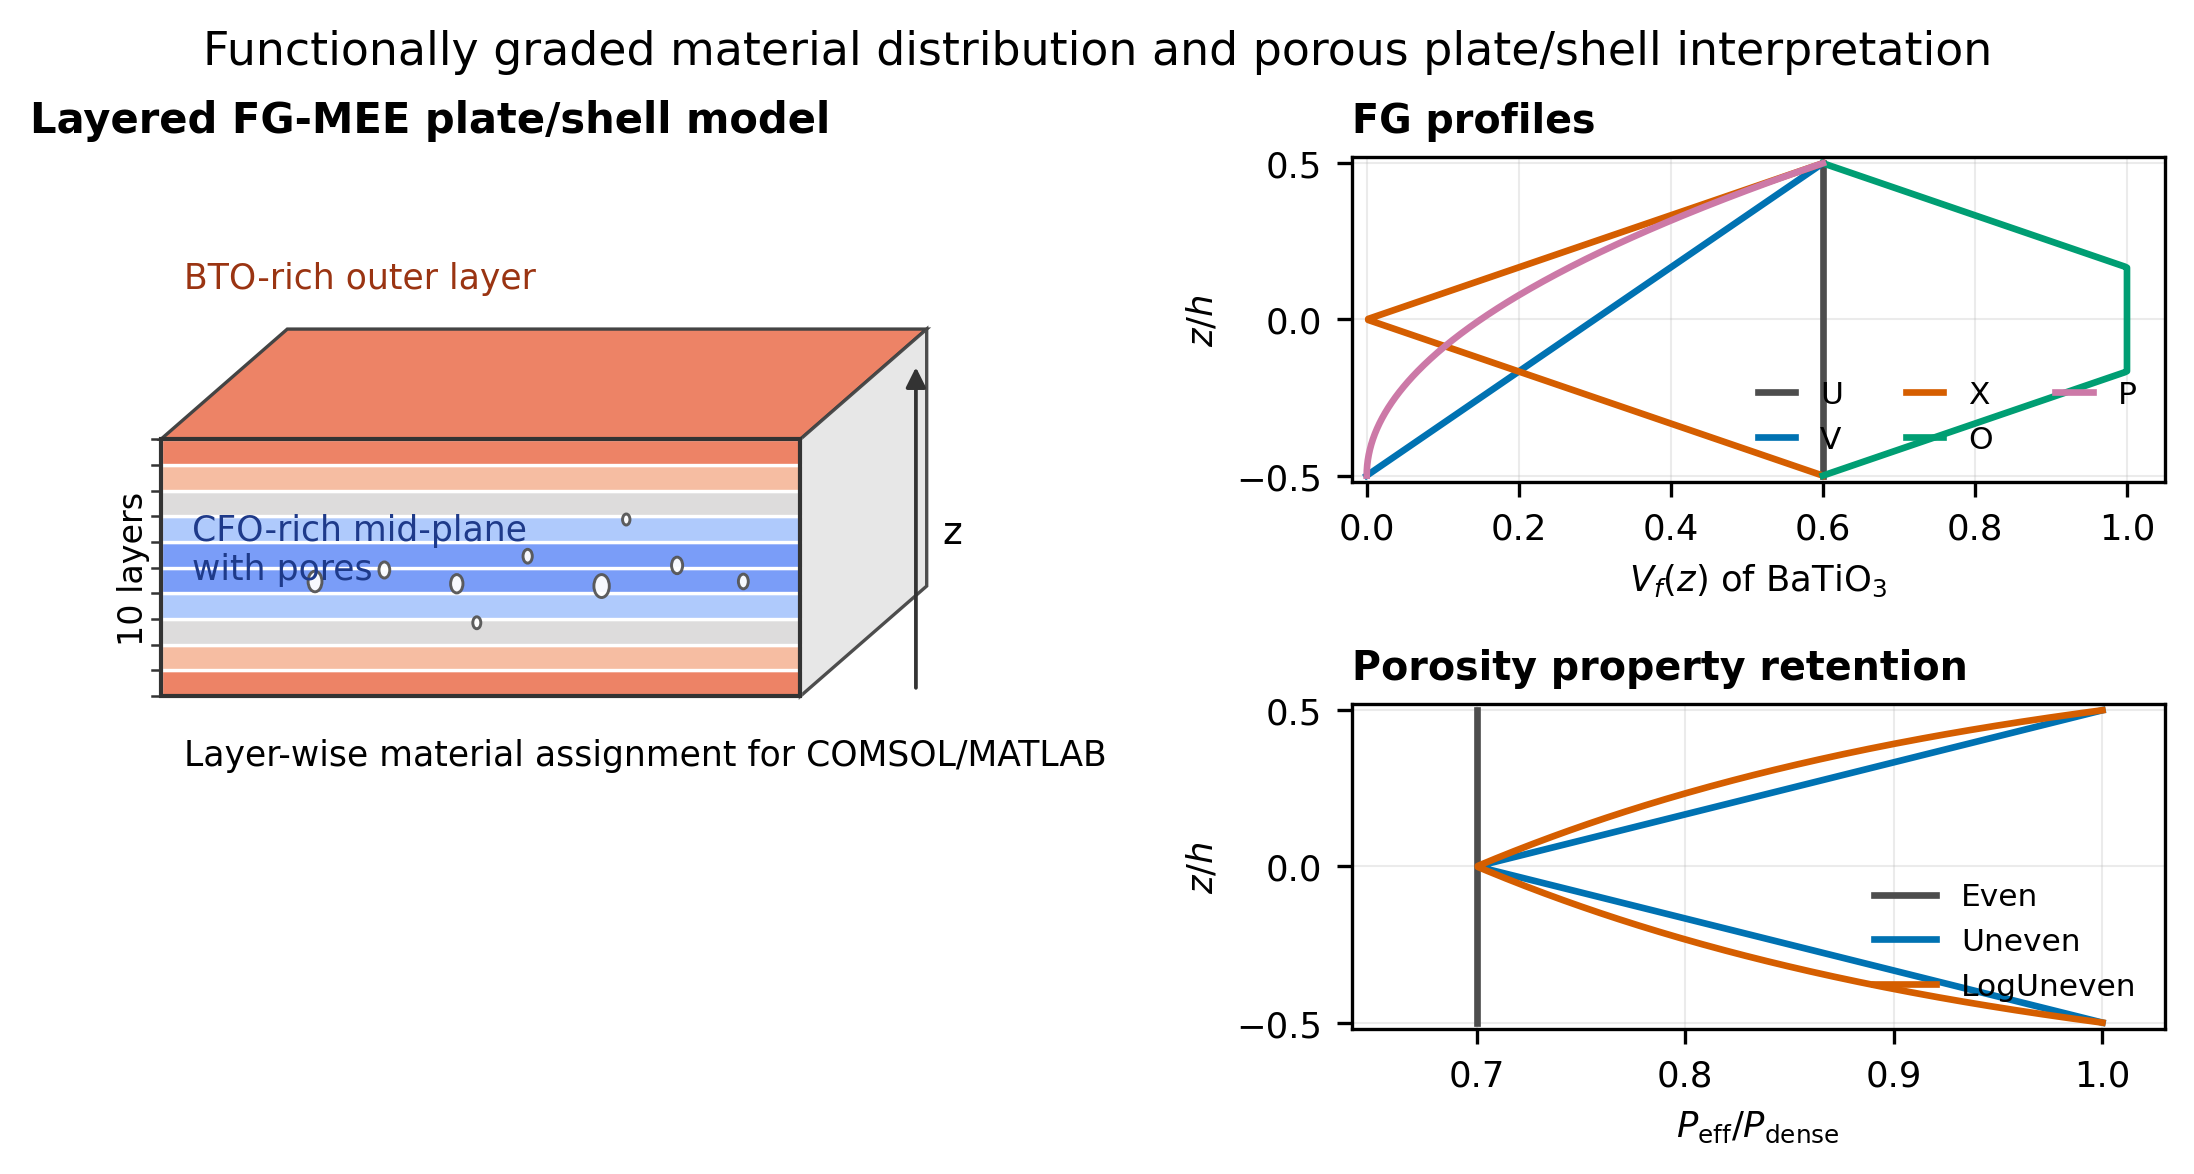 Functionally graded material distribution and porous plate/shell interpretation
Layered FG-MEE plate/shell model
BTO-rich outer layer
CFO-rich mid-plane
with pores
10 layers
z
Layer-wise material assignment for COMSOL/MATLAB
FG profiles
0.5
0.0
−0.5
z/h
U
V
X
O
P
0.0 0.2 0.4 0.6 0.8 1.0
V_f(z) of BaTiO₃
Porosity property retention
0.5
0.0
−0.5
z/h
Even
Uneven
LogUneven
0.7 0.8 0.9 1.0
P_eff/P_dense